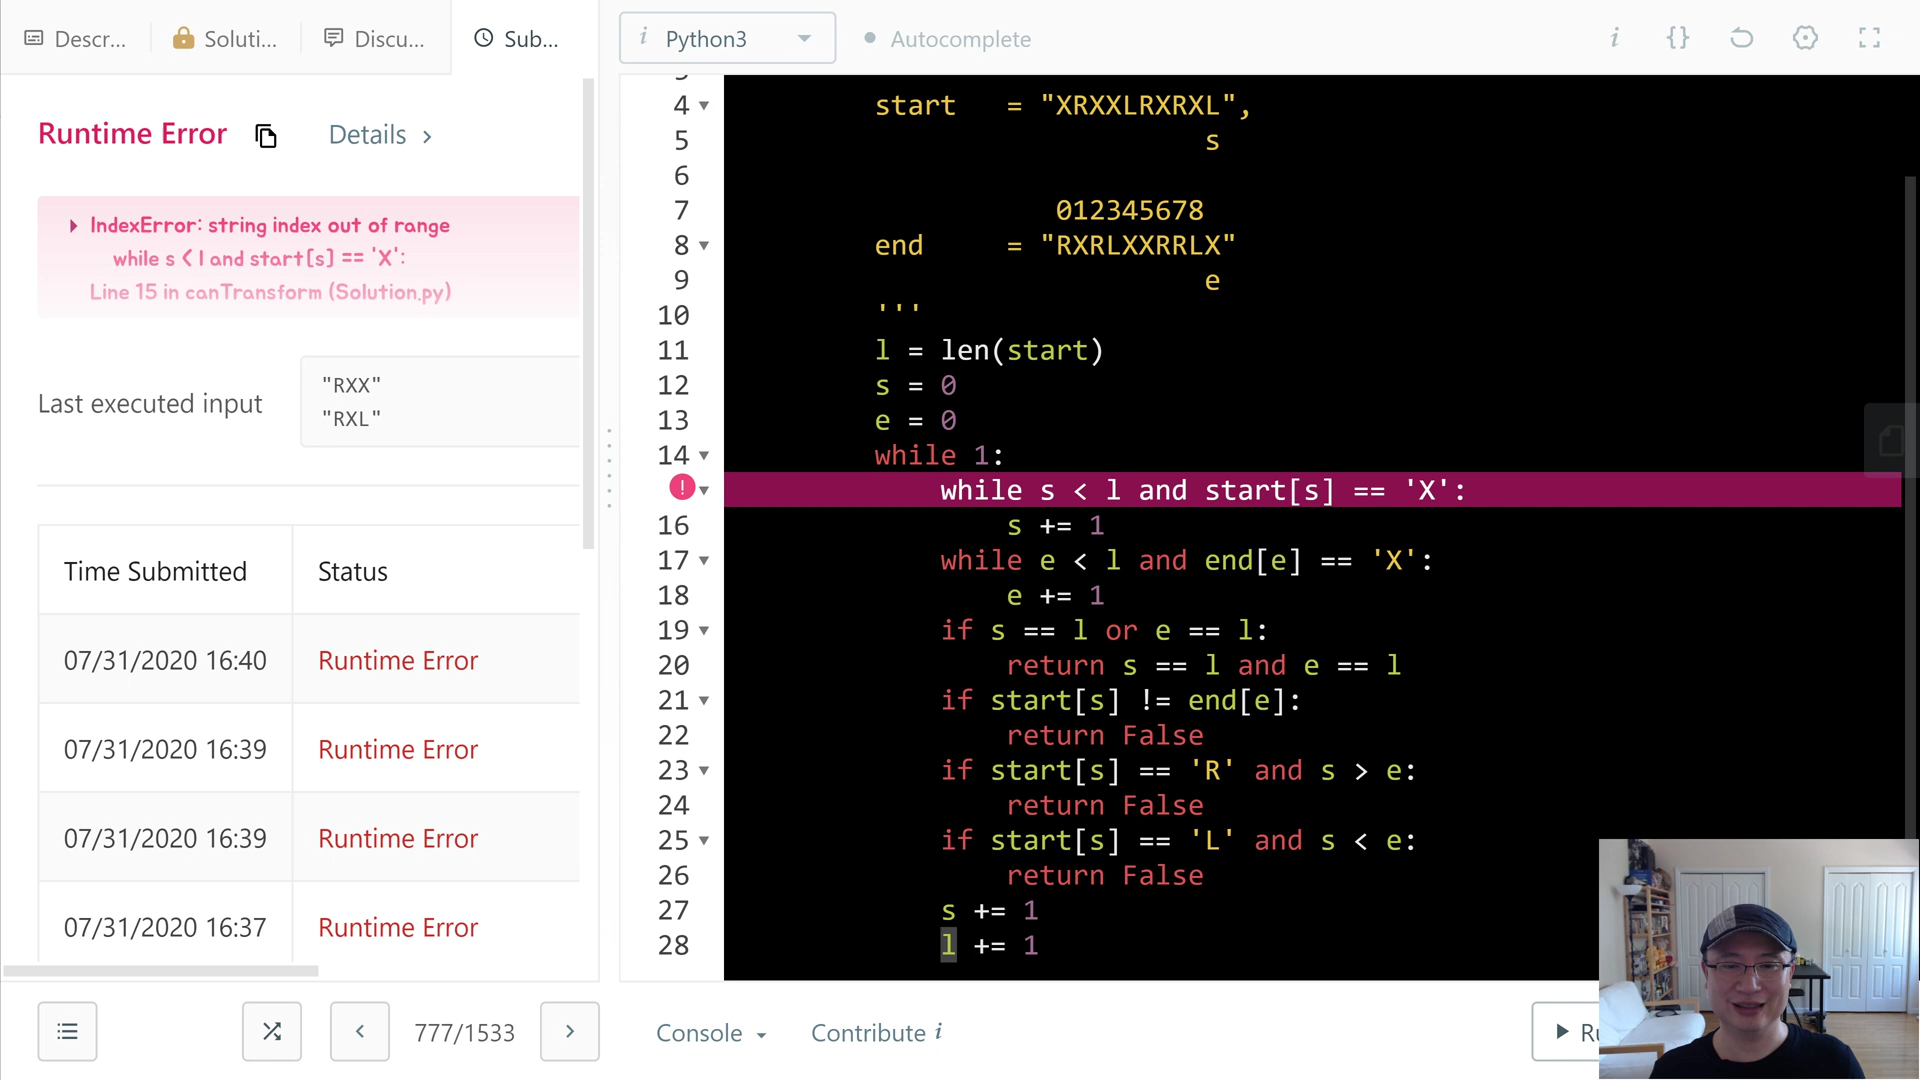 Descr...
Soluti...
Discu...
Sub...
i Python3
Autocomplete
i {}
Runtime Error
Details >
IndexError: string index out of range
while s < l and start[s] == 'X':
Line 15 in canTransform (Solution.py)
Last executed input
"RXX"
"RXL"
Time Submitted Status
07/31/2020 16:40 Runtime Error
07/31/2020 16:39 Runtime Error
07/31/2020 16:39 Runtime Error
07/31/2020 16:37 Runtime Error
777/1533
4 start = "XRXXLRXRXL",
5 s
6
7 012345678
8 end = "RXRLXXRRLX"
9 e
10 '''
11 l = len(start)
12 s = 0
13 e = 0
14 while 1:
! while s < l and start[s] == 'X':
16 s += 1
17 while e < l and end[e] == 'X':
18 e += 1
19 if s == l or e == l:
20 return s == l and e == l
21 if start[s] != end[e]:
22 return False
23 if start[s] == 'R' and s > e:
24 return False
25 if start[s] == 'L' and s < e:
26 return False
27 s += 1
28 l += 1
Console
Contribute i